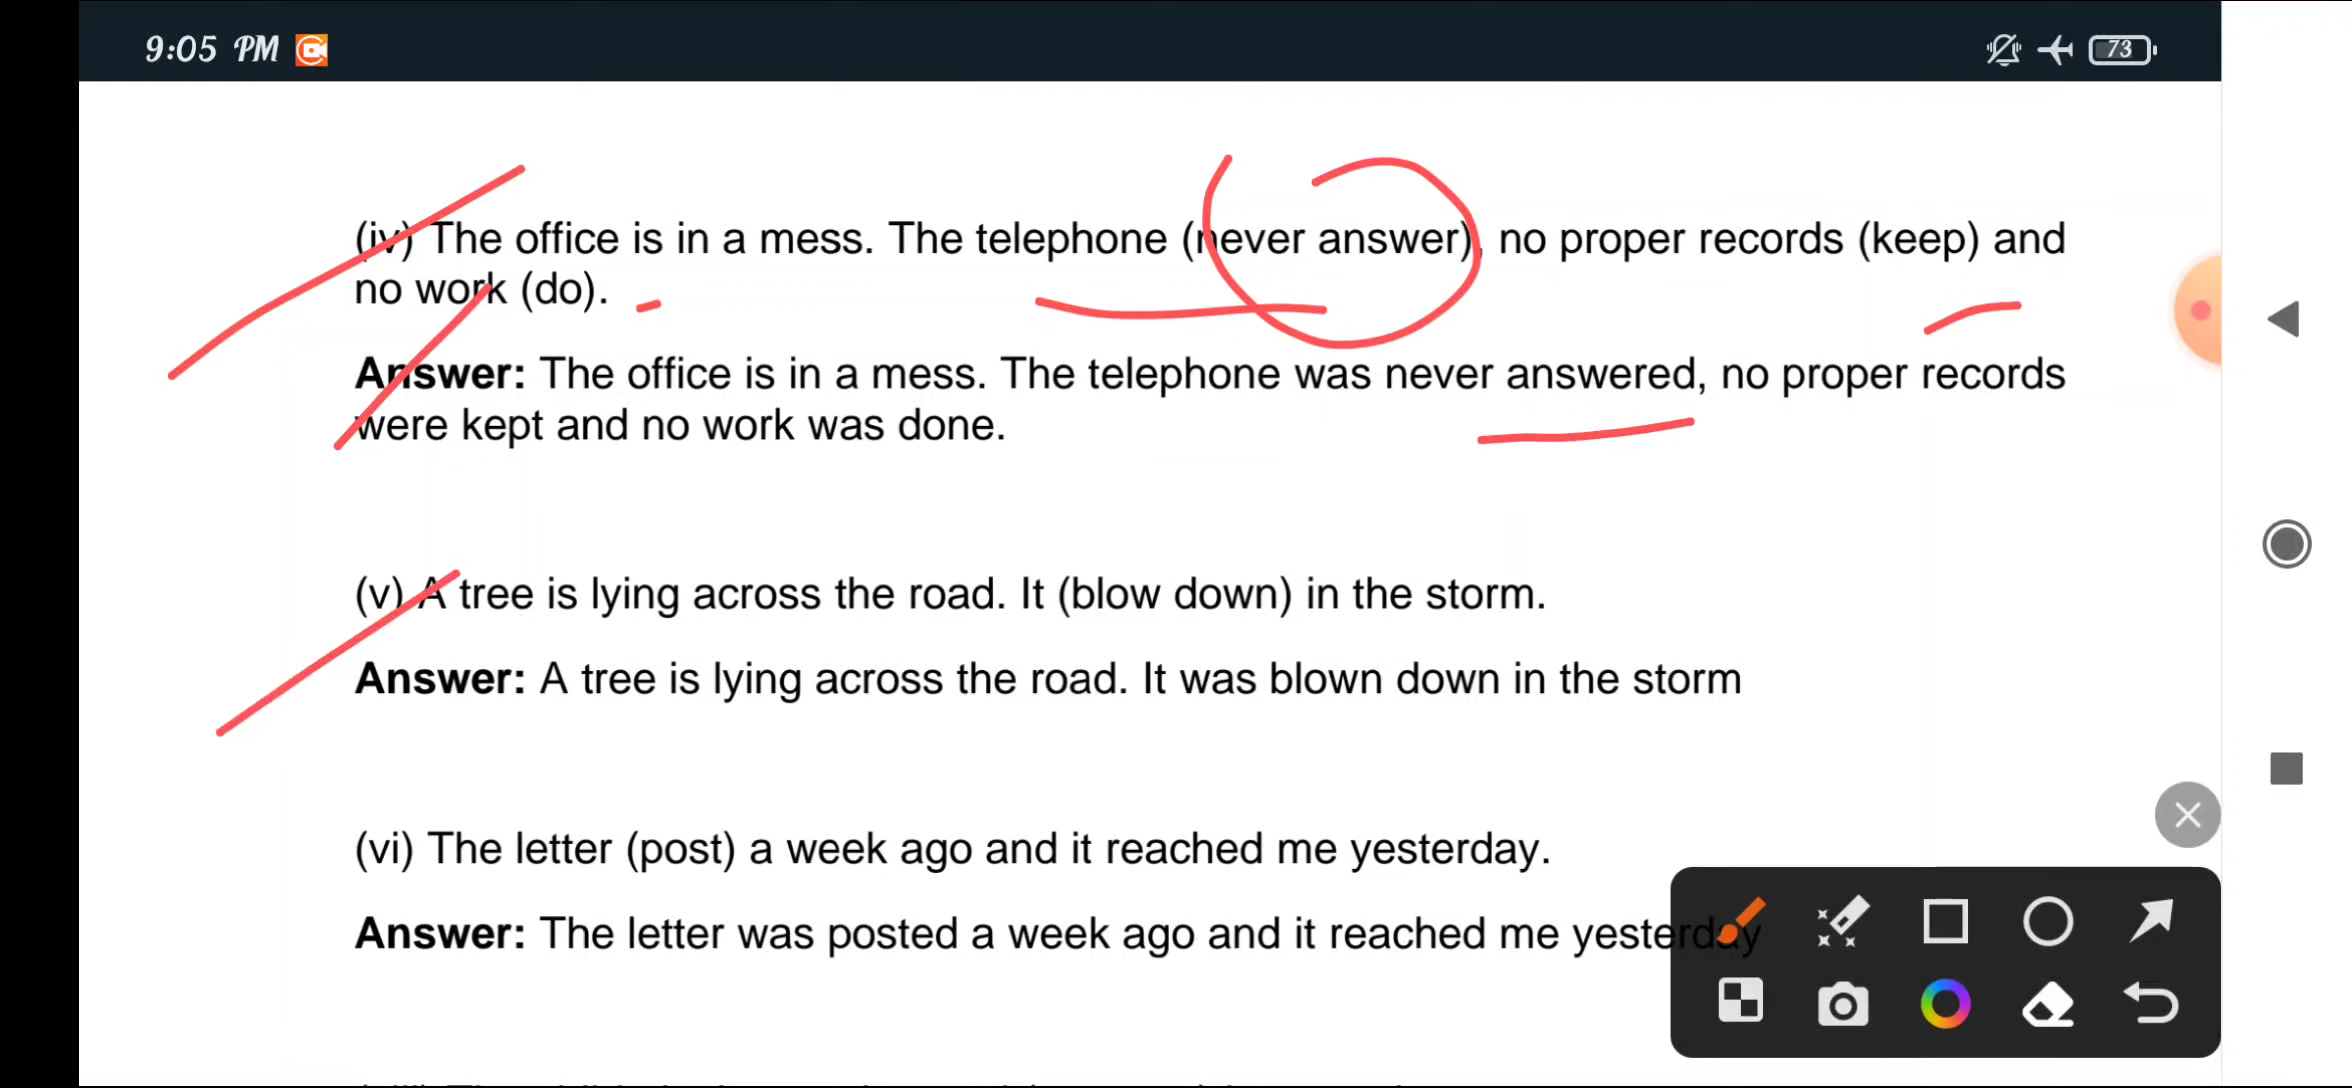 9:05 PM
73
(iv) The office is in a mess. The telephone (never answer), no proper records (keep) and
no work (do).
Answer: The office is in a mess. The telephone was never answered, no proper records
were kept and no work was done.
(v) A tree is lying across the road. It (blow down) in the storm.
Answer: A tree is lying across the road. It was blown down in the storm
(vi) The letter (post) a week ago and it reached me yesterday.
Answer: The letter was posted a week ago and it reached me yesterday